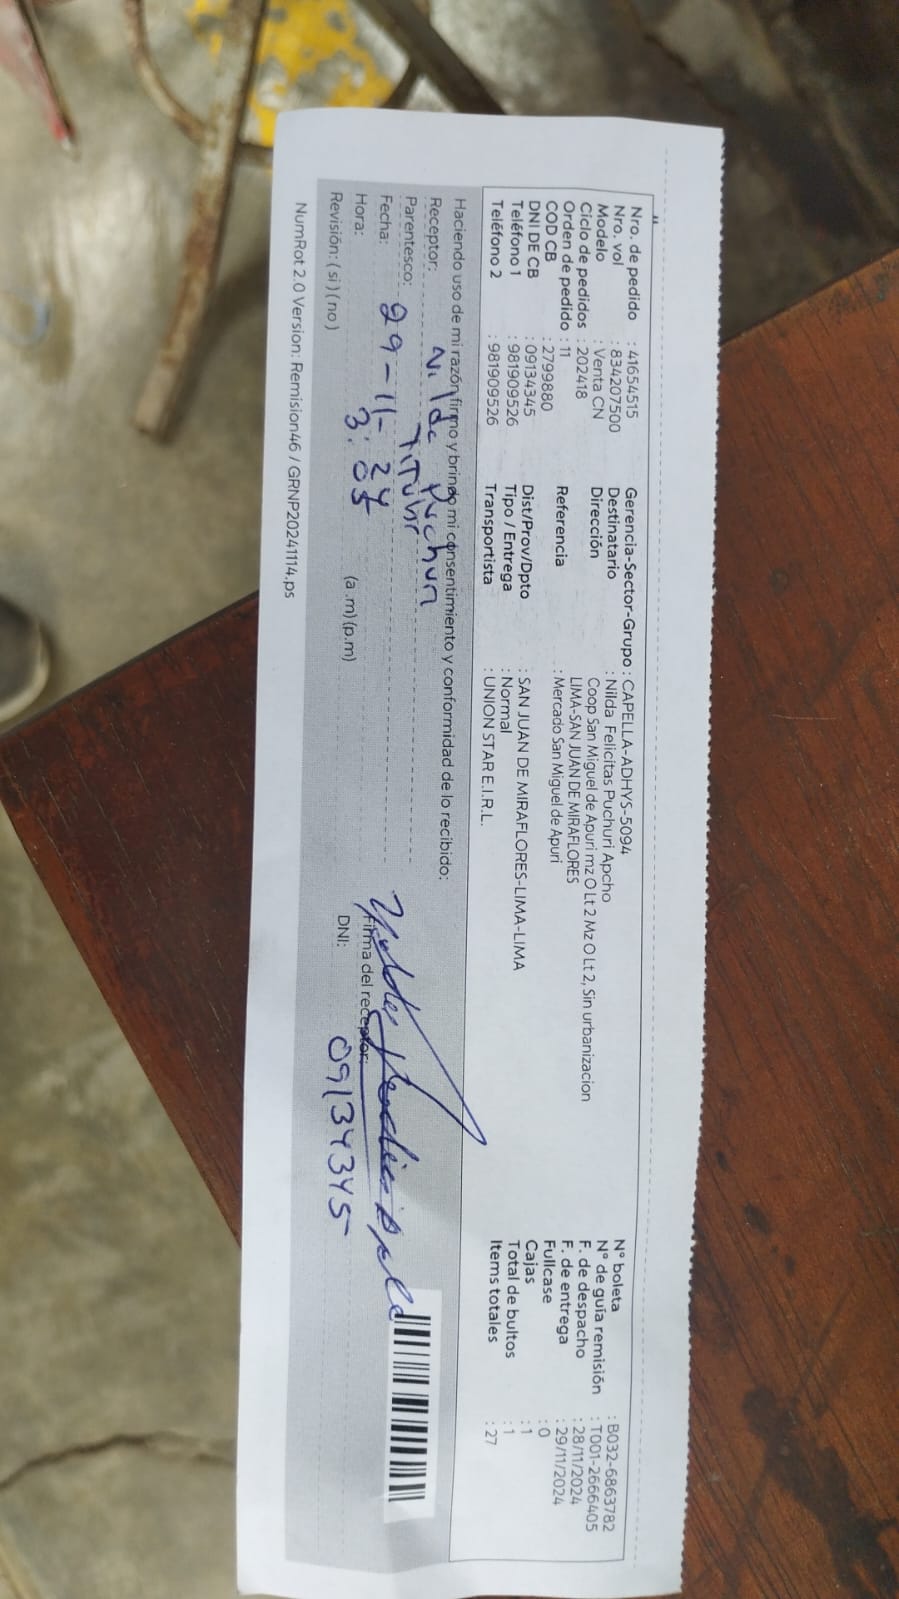 Nro. de pedido : 41654515 Gerencia-Sector-Grupo : CAPELLA-ADHYS-5094 N° boleta : B032-6863782
Nro. vol : 834207500 Destinatario : Nilda Felicitas Puchuri Apcho N° de guía remisión : T001-2666405
Modelo : Venta CN Dirección Coop San Miguel de Apuri mz O Lt 2 Mz O Lt 2, Sin urbanizacion F. de despacho : 28/11/2024
Ciclo de pedidos : 202418 LIMA-SAN JUAN DE MIRAFLORES F. de entrega : 29/11/2024
Orden de pedido : 11 Referencia : Mercado San Miguel de Apuri Fullcase : 0
COD CB : 2799880 Cajas : 1
DNI DE CB : 09134345 Dist/Prov/Dpto : SAN JUAN DE MIRAFLORES-LIMA-LIMA Total de bultos : 1
Teléfono 1 : 981909526 Tipo / Entrega : Normal Items totales : 27
Teléfono 2 : 981909526 Transportista : UNION STAR E.I.R.L.
Haciendo uso de mi razón firmo y brindo mi consentimiento y conformidad de lo recibido:
Receptor: Nilda
Parentesco: Titular
Fecha: 29-11-24
Hora: 3:05 (a.m)(p.m) Firma del receptor:
Revisión: (si)(no) DNI: 09134345
NumRot 2.0 Version: Remision46 / GRNP20241114.ps